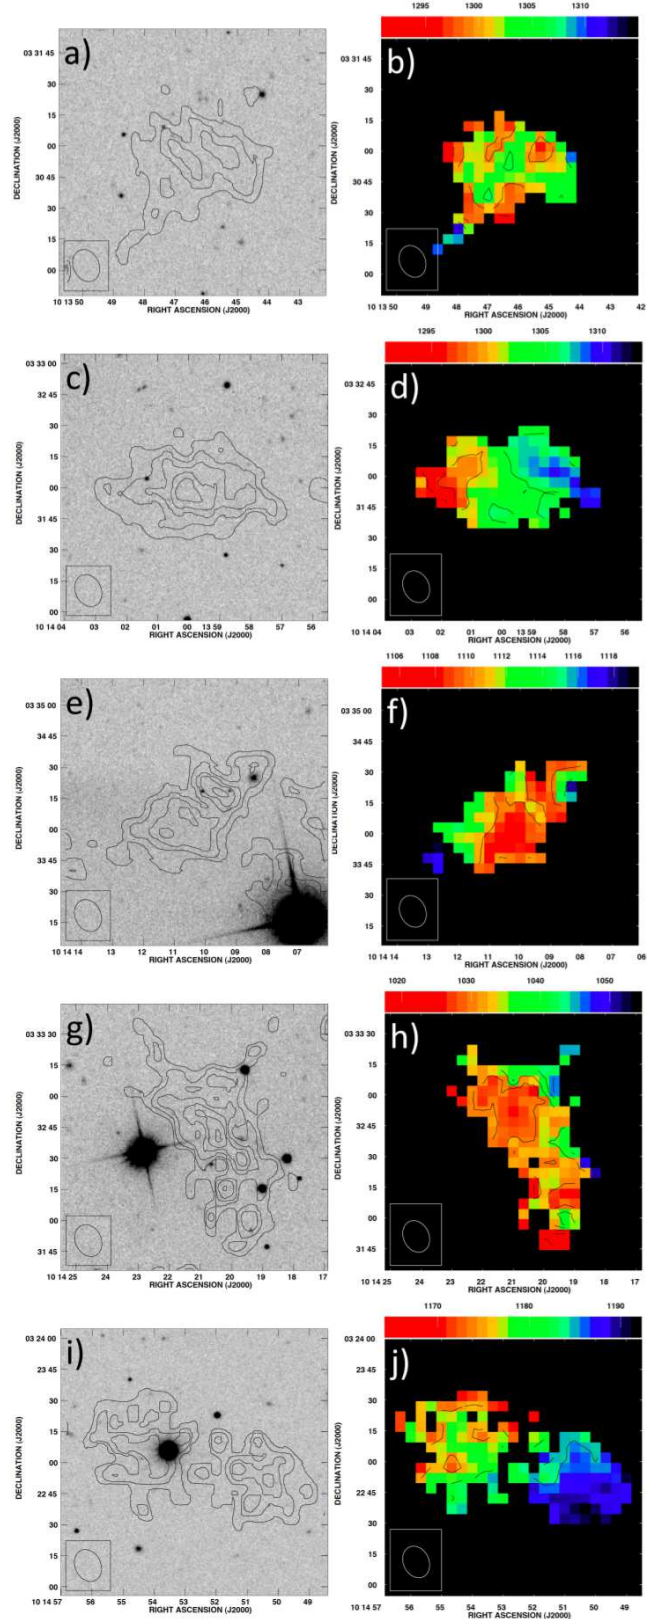 1295 1300 1305 1310
a)
b)
03 31 45
30
15
00
30 45
30
15
00
DECLINATION (J2000)
10 13 50 49 48 47 46 45 44 43
RIGHT ASCENSION (J2000)
03 31 45
30
15
00
30 45
30
15
00
DECLINATION (J2000)
10 13 50 49 48 47 46 45 44 43 42
RIGHT ASCENSION (J2000)
1295 1300 1305 1310
c)
d)
03 33 00
32 45
30
15
00
31 45
30
15
00
DECLINATION (J2000)
10 14 04 03 02 01 00 13 59 58 57 56
RIGHT ASCENSION (J2000)
03 32 45
30
15
00
31 45
30
15
00
DECLINATION (J2000)
10 14 04 03 02 01 00 13 59 58 57 56
RIGHT ASCENSION (J2000)
1106 1108 1110 1112 1114 1116 1118
e)
f)
03 35 00
34 45
30
15
00
33 45
30
15
DECLINATION (J2000)
10 14 14 13 12 11 10 09 08 07
RIGHT ASCENSION (J2000)
03 35 00
34 45
30
15
00
33 45
30
15
DECLINATION (J2000)
10 14 14 13 12 11 10 09 08 07 06
RIGHT ASCENSION (J2000)
1020 1030 1040 1050
g)
h)
03 33 30
15
00
32 45
30
15
00
31 45
DECLINATION (J2000)
10 14 25 24 23 22 21 20 19 18 17
RIGHT ASCENSION (J2000)
03 33 30
15
00
32 45
30
15
00
31 45
DECLINATION (J2000)
10 14 25 24 23 22 21 20 19 18 17
RIGHT ASCENSION (J2000)
1170 1180 1190
i)
j)
03 24 00
23 45
30
15
00
22 45
30
15
00
DECLINATION (J2000)
10 14 57 56 55 54 53 52 51 50 49
RIGHT ASCENSION (J2000)
03 24 00
23 45
30
15
00
22 45
30
15
00
DECLINATION (J2000)
10 14 57 56 55 54 53 52 51 50 49
RIGHT ASCENSION (J2000)